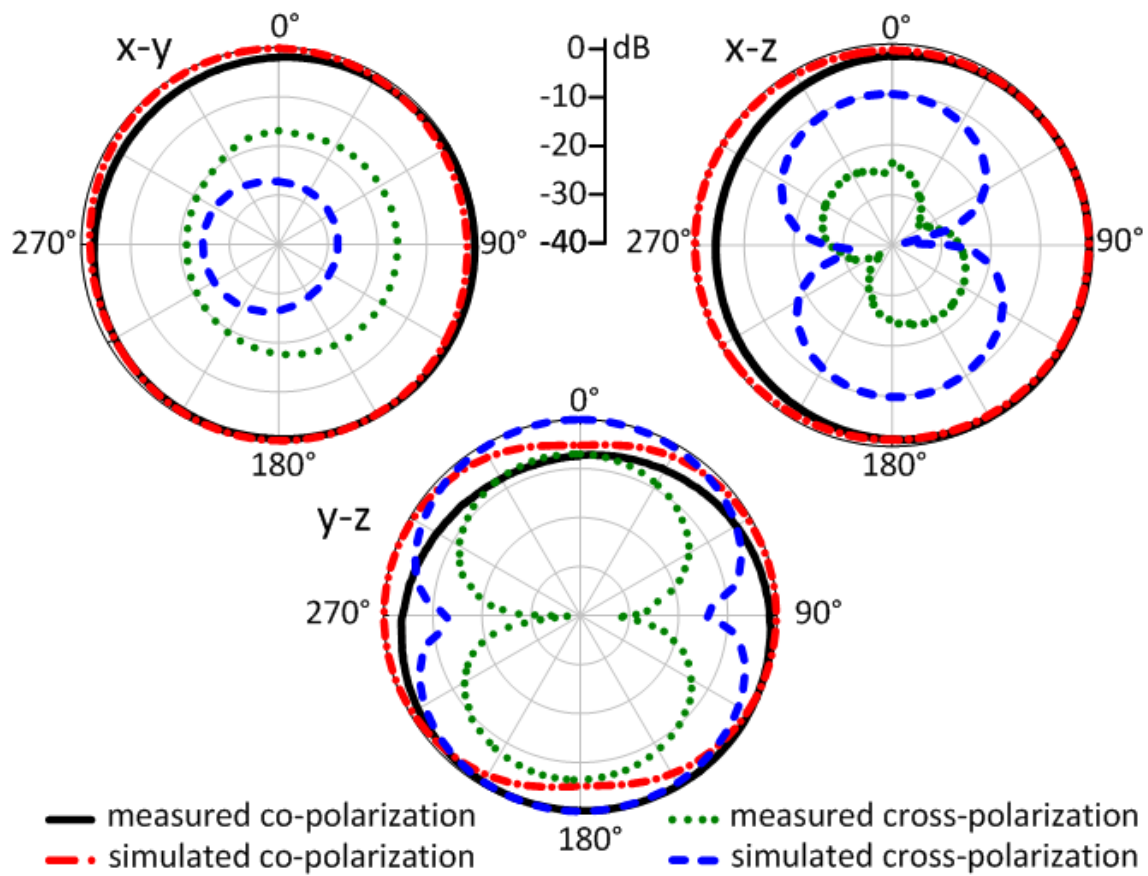 x-y
0°
270°
90°
180°
0
dB
-10
-20
-30
-40
x-z
0°
270°
90°
180°
y-z
0°
270°
90°
180°
measured co-polarization
simulated co-polarization
measured cross-polarization
simulated cross-polarization